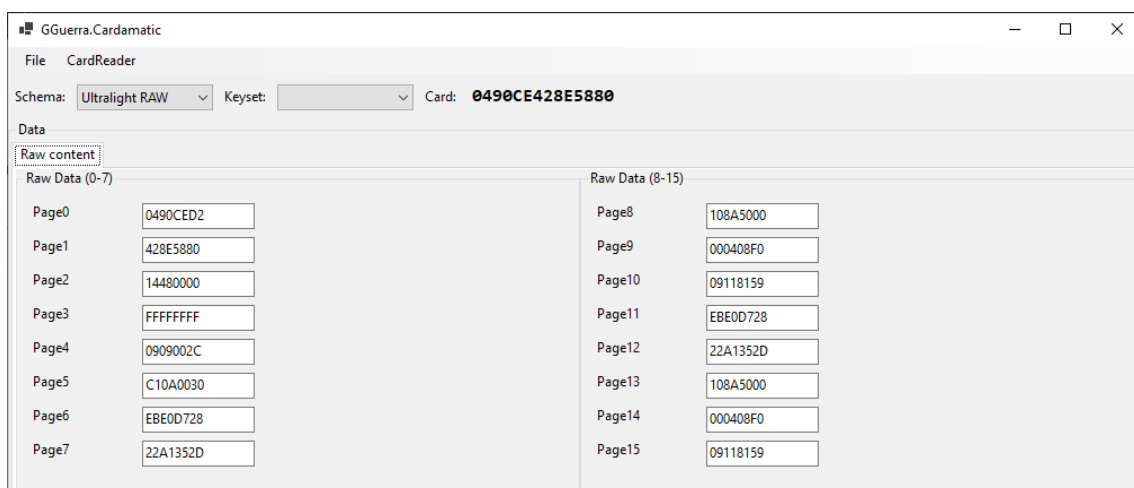 GGuerra.Cardamatic
File CardReader
Schema: Ultralight RAW Keyset: Card: 0490CE428E5880
Data
Raw content
Raw Data (0-7)
Page0 0490CED2
Page1 428E5880
Page2 14480000
Page3 FFFFFFFF
Page4 0909002C
Page5 C10A0030
Page6 EBE0D728
Page7 22A1352D
Raw Data (8-15)
Page8 108A5000
Page9 000408F0
Page10 09118159
Page11 EBE0D728
Page12 22A1352D
Page13 108A5000
Page14 000408F0
Page15 09118159